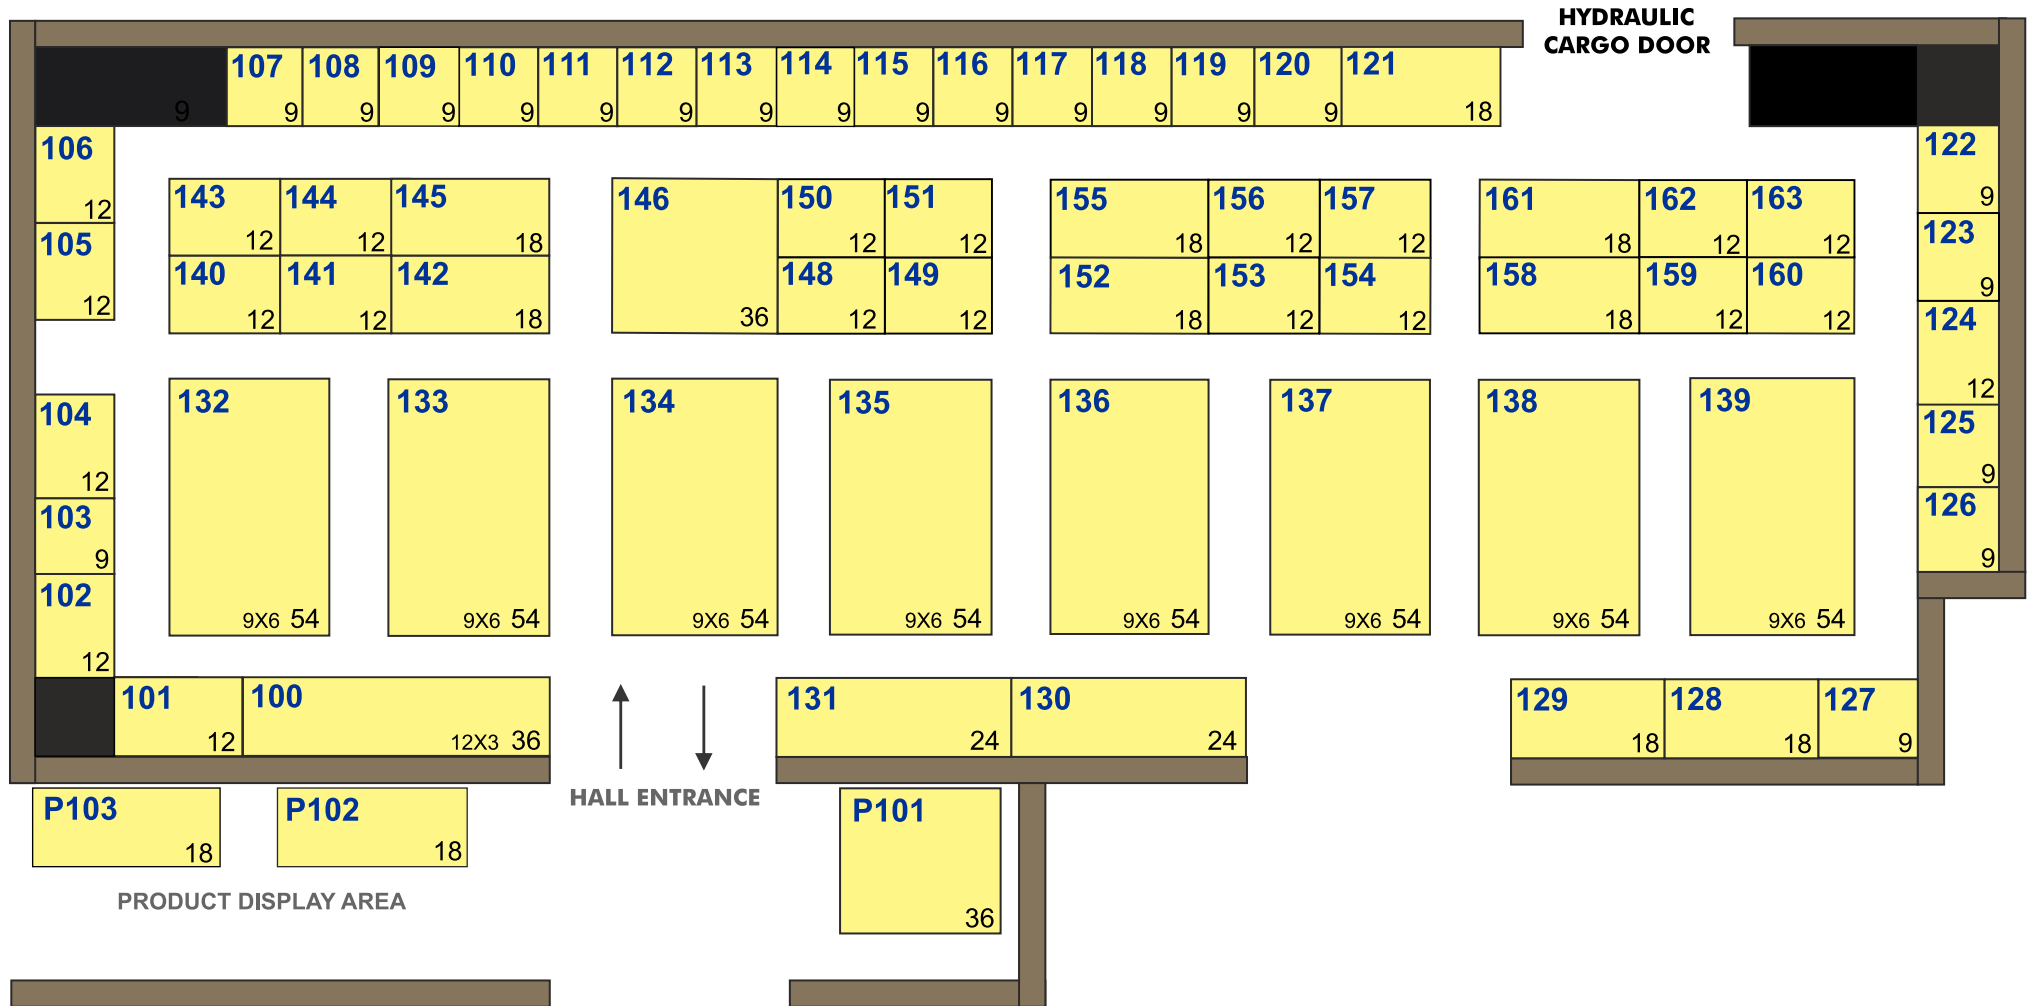 HYDRAULIC
CARGO DOOR
107 108 109 110 111 112 113 114 115 116 117 118 119 120 121
9 9 9 9 9 9 9 9 9 9 9 9 9 9 9 18
106
12
105
12
122
9
123
9
124
12
125
9
126
9
143 144 145
12 12 18
140 141 142
12 12 18
146
36
150 151
12 12
148 149
12 12
155 156 157
18 12 12
152 153 154
18 12 12
161 162 163
18 12 12
158 159 160
18 12 12
104
12
103
9
102
12
132 133 134 135 136 137 138 139
9X6 54 9X6 54 9X6 54 9X6 54 9X6 54 9X6 54 9X6 54 9X6 54
101 100
12 12X3 36
131 130
24 24
129 128 127
18 18 9
HALL ENTRANCE
P103 P102
18 18
P101
36
PRODUCT DISPLAY AREA